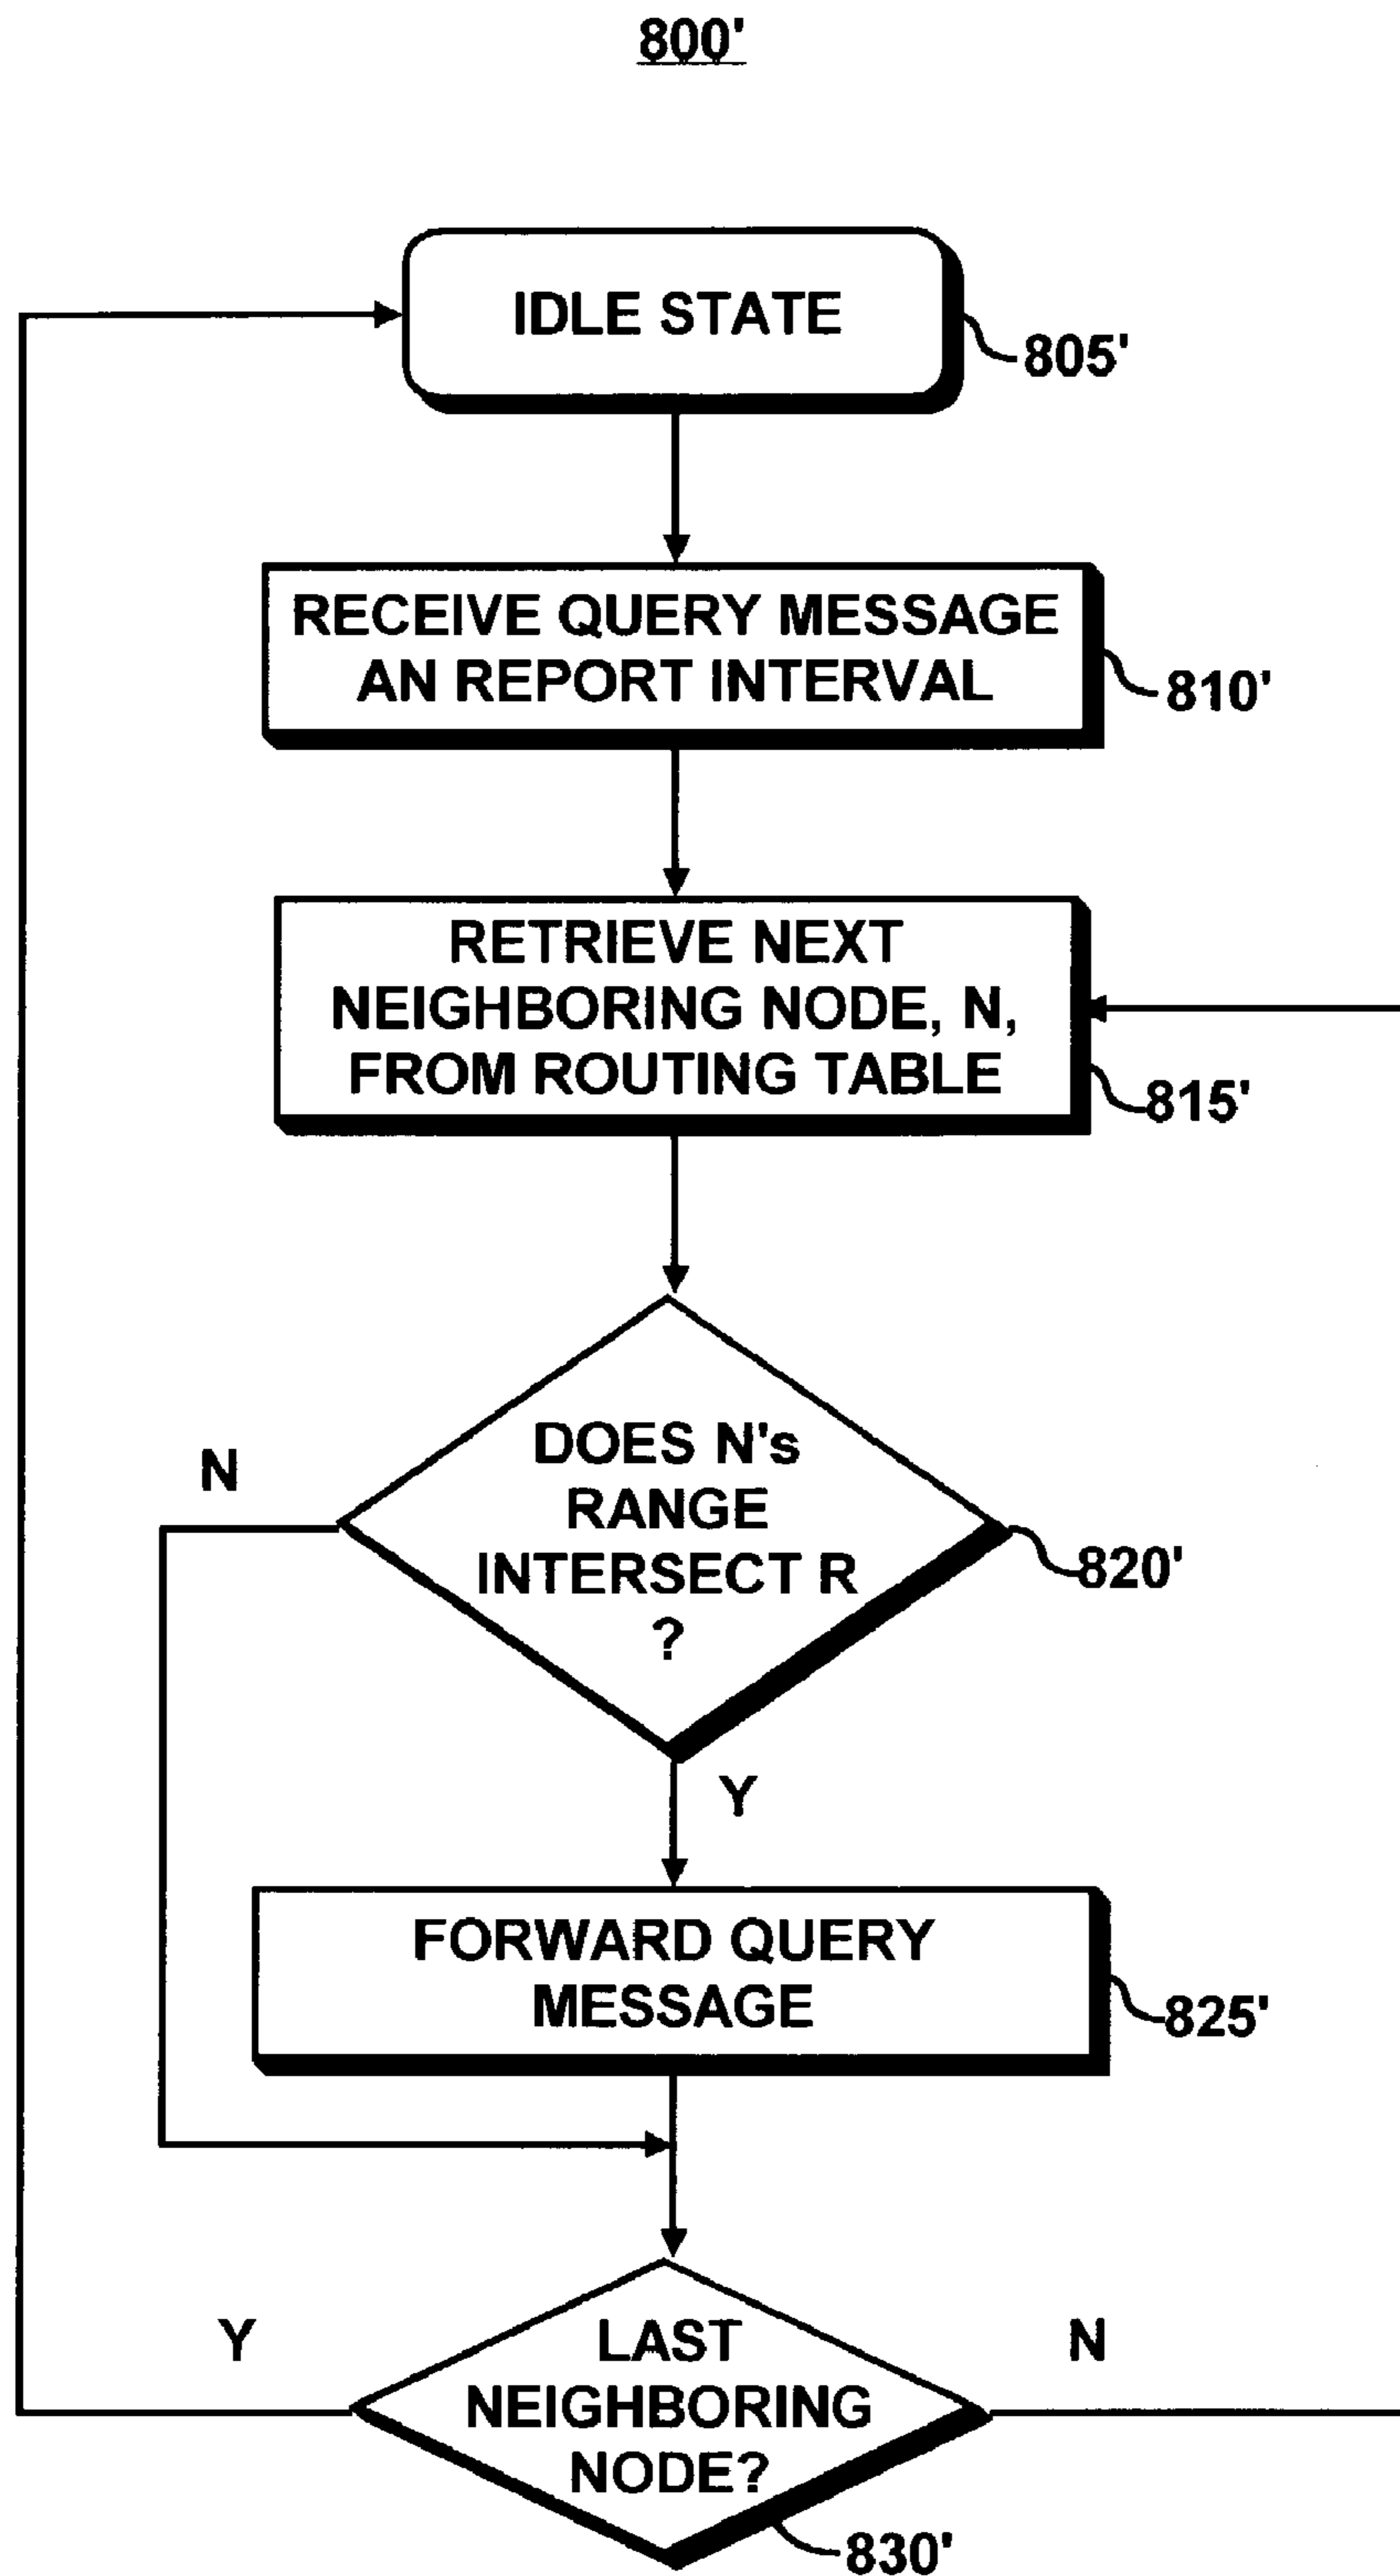 800'
IDLE STATE
805'
RECEIVE QUERY MESSAGE
AN REPORT INTERVAL
810'
RETRIEVE NEXT
NEIGHBORING NODE, N,
FROM ROUTING TABLE
815'
DOES N's
RANGE
INTERSECT R
?
N
820'
Y
FORWARD QUERY
MESSAGE
825'
Y
LAST
NEIGHBORING
NODE?
N
830'